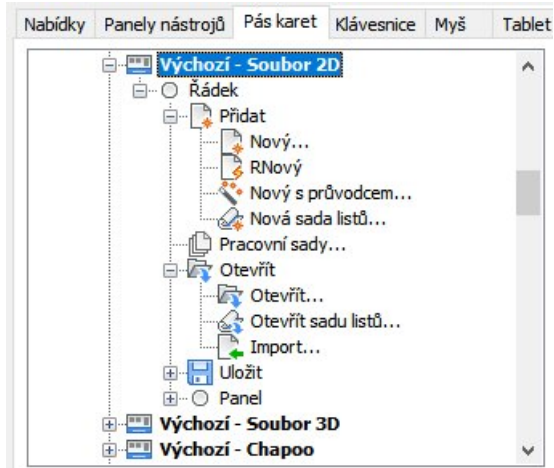 Nabídky Panely nástrojů Pás karet Klávesnice Myš Tablet
Výchozí - Soubor 2D
Řádek
Přidat
Nový...
RNový
Nový s průvodcem...
Nová sada listů...
Pracovní sady...
Otevřít
Otevřít...
Otevřít sadu listů...
Import...
Uložit
Panel
Výchozí - Soubor 3D
Výchozí - Chapoo